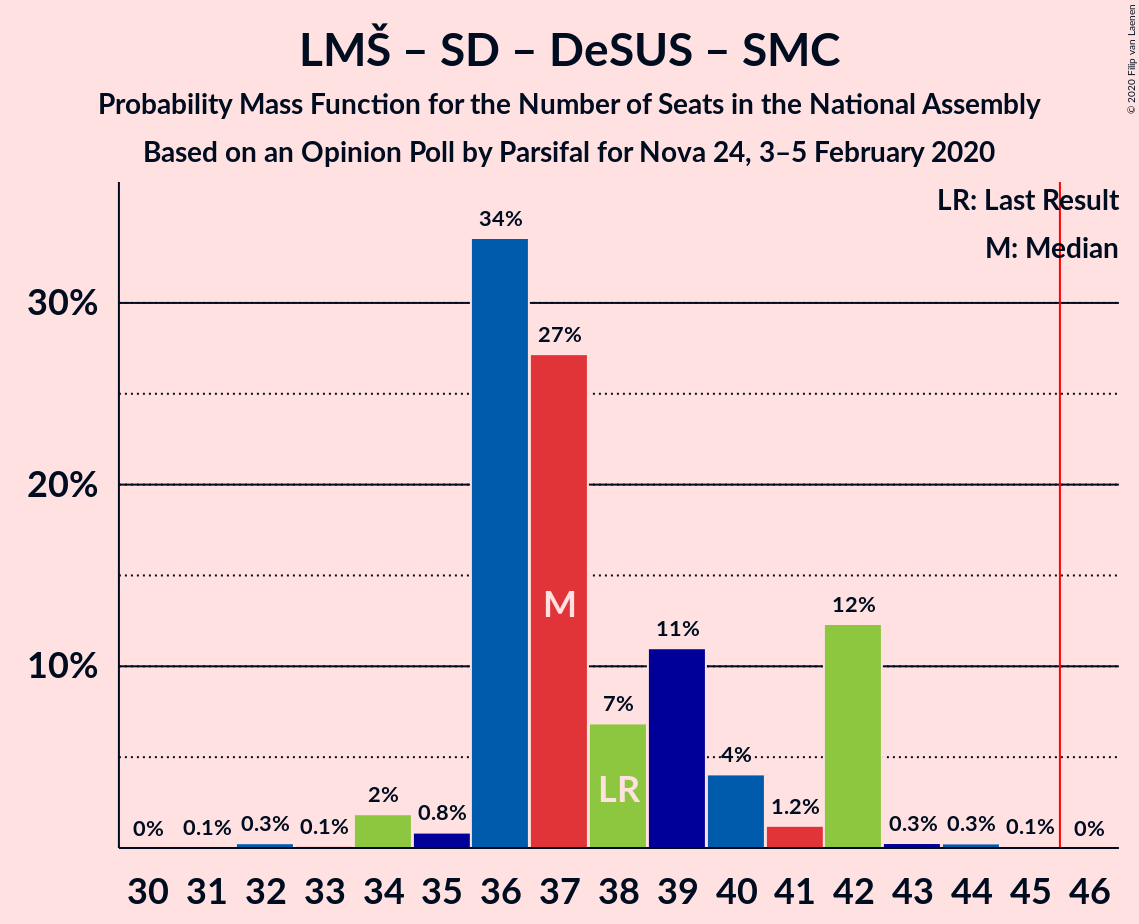 LMŠ – SD – DeSUS – SMC
Probability Mass Function for the Number of Seats in the National Assembly
Based on an Opinion Poll by Parsifal for Nova 24, 3–5 February 2020
© 2020 Filip van Laenen
LR: Last Result
M: Median
34%
30%
27%
20%
M
12%
11%
10%
7%
4%
LR
2%
1.2%
0.8%
0% 0.1% 0.3% 0.1% 0.3% 0.3% 0.1% 0%
30 31 32 33 34 35 36 37 38 39 40 41 42 43 44 45 46